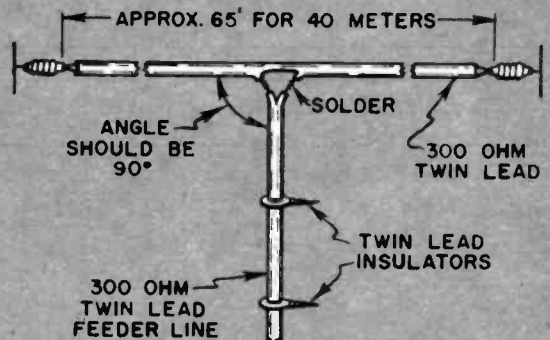 APPROX. 65' FOR 40 METERS
SOLDER
ANGLE
SHOULD BE
90°
300 OHM
TWIN LEAD
TWIN LEAD
INSULATORS
300 OHM
TWIN LEAD
FEEDER LINE